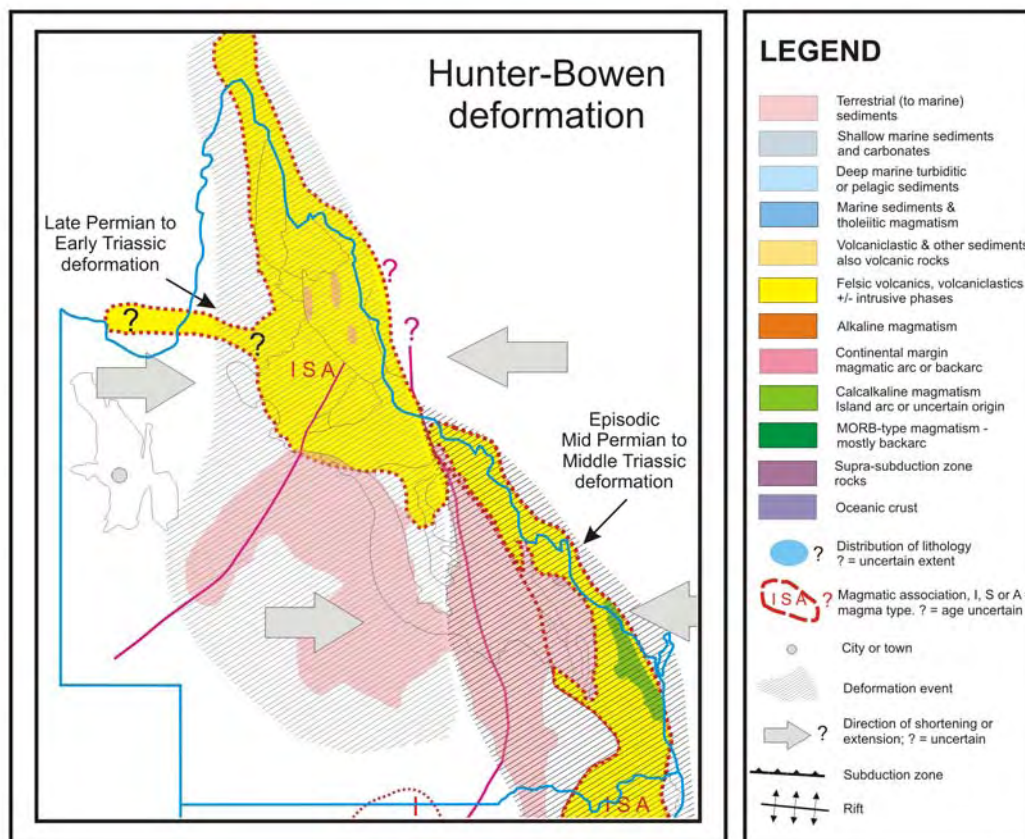 Hunter-Bowen
deformation
Late Permian to
Early Triassic
deformation
?
?
?
?
I S A
Episodic
Mid Permian to
Middle Triassic
deformation
I
I S A
LEGEND
Terrestrial (to marine)
sediments
Shallow marine sediments
and carbonates
Deep marine turbiditic
or pelagic sediments
Marine sediments &
tholeiitic magmatism
Volcaniclastic & other sediments
also volcanic rocks
Felsic volcanics, volcaniclastics
+/- intrusive phases
Alkaline magmatism
Continental margin
magmatic arc or backarc
Calcalkaline magmatism
Island arc or uncertain origin
MORB-type magmatism -
mostly backarc
Supra-subduction zone
rocks
Oceanic crust
? Distribution of lithology
? = uncertain extent
I S A ? Magmatic association, I, S or A
magma type. ? = age uncertain
City or town
Deformation event
? Direction of shortening or
extension; ? = uncertain
Subduction zone
Rift